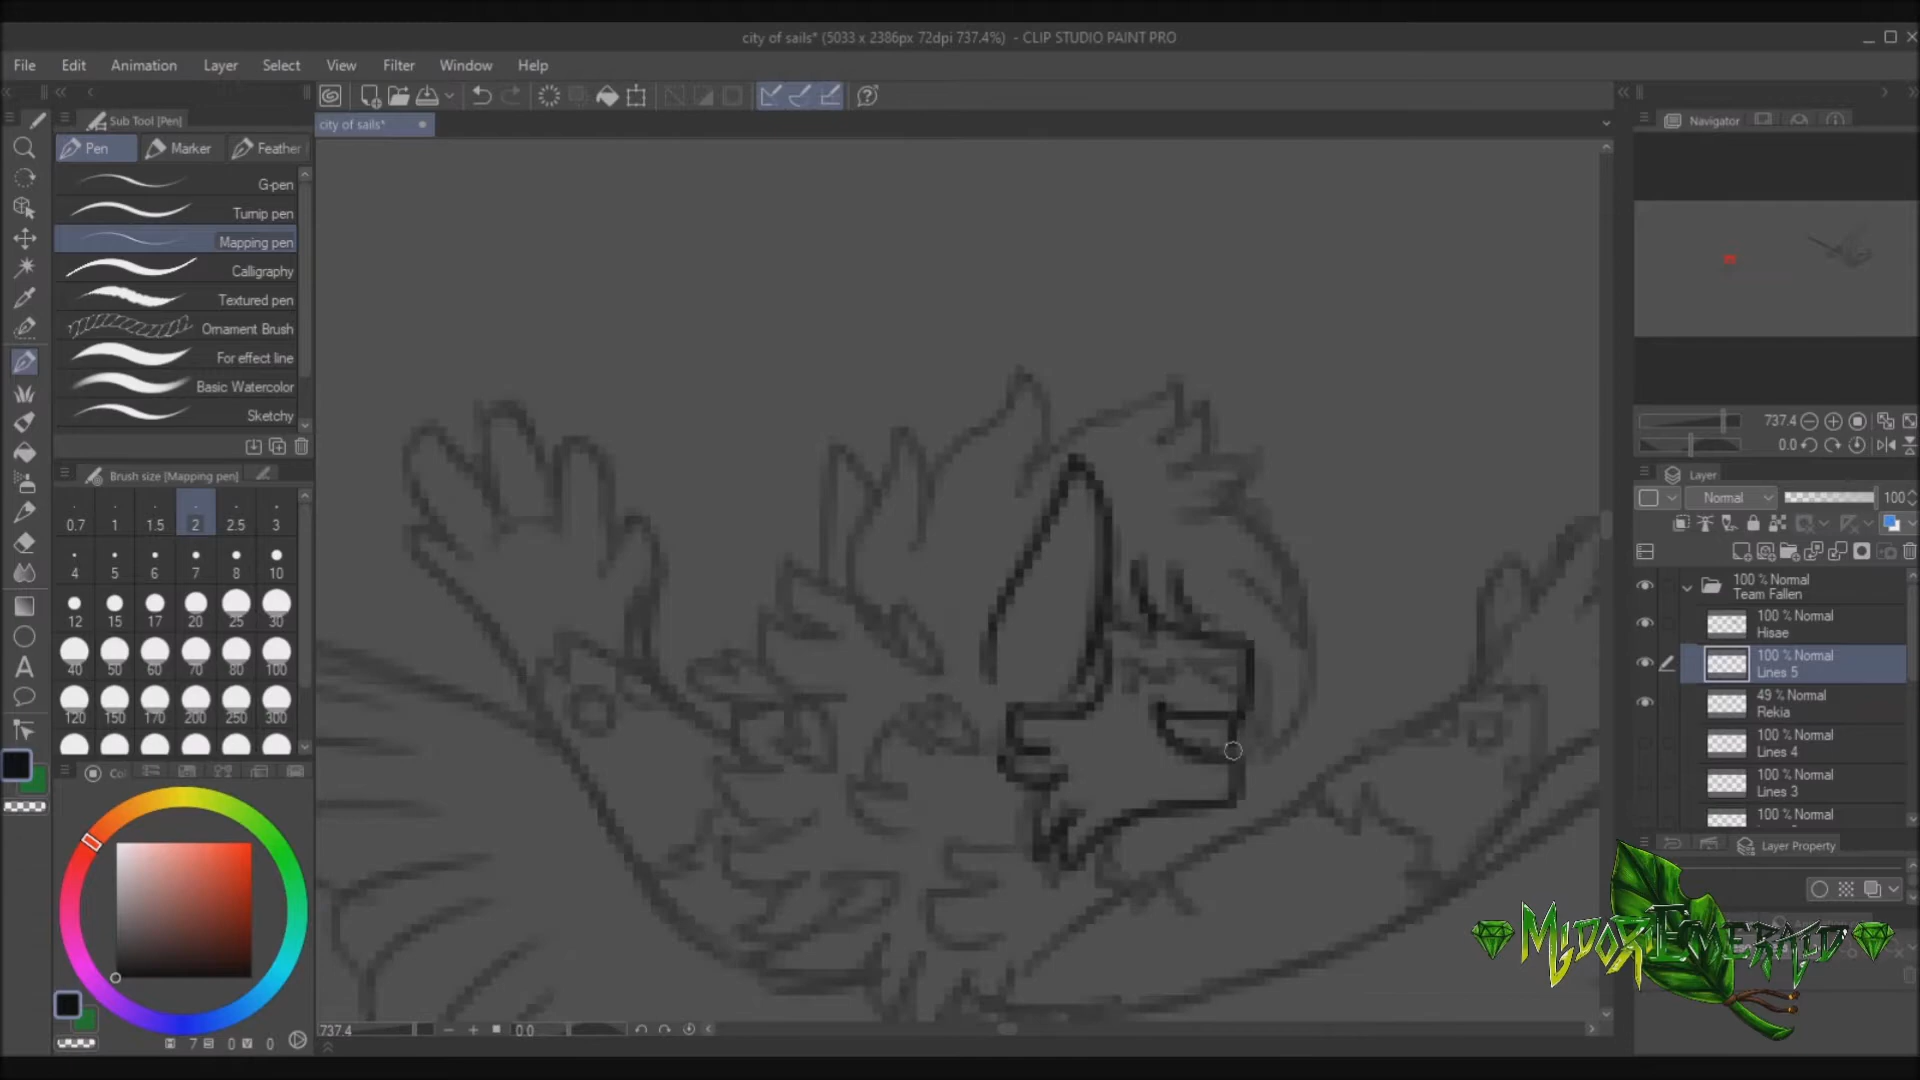 city of sails* (5033 x 2386px 72dpi 737.4%) - CLIP STUDIO PAINT PRO
File Edit Animation Layer Select View Filter Window Help
Sub Tool [Pen]
city of sails*
Navigator
Pen Marker Feather
G-pen
Turnip pen
Mapping pen
Calligraphy
Textured pen
Ornament Brush
For effect line
Basic Watercolor
Sketchy
737.4
0.0
Brush size [Mapping pen]
Layer
Normal 100
0.7 1 1.5 2 2.5 3
4 5 6 7 8 10
12 15 17 20 25 30
40 50 60 70 80 100
120 150 170 200 250 300
100 % Normal
Team Fallen
100 % Normal
Hisae
100 % Normal
Lines 5
49 % Normal
Rekia
100 % Normal
Lines 4
100 % Normal
Lines 3
100 % Normal
Layer Property
MidoriEmerald
737.4 0.0
H 7 S 0 V 0